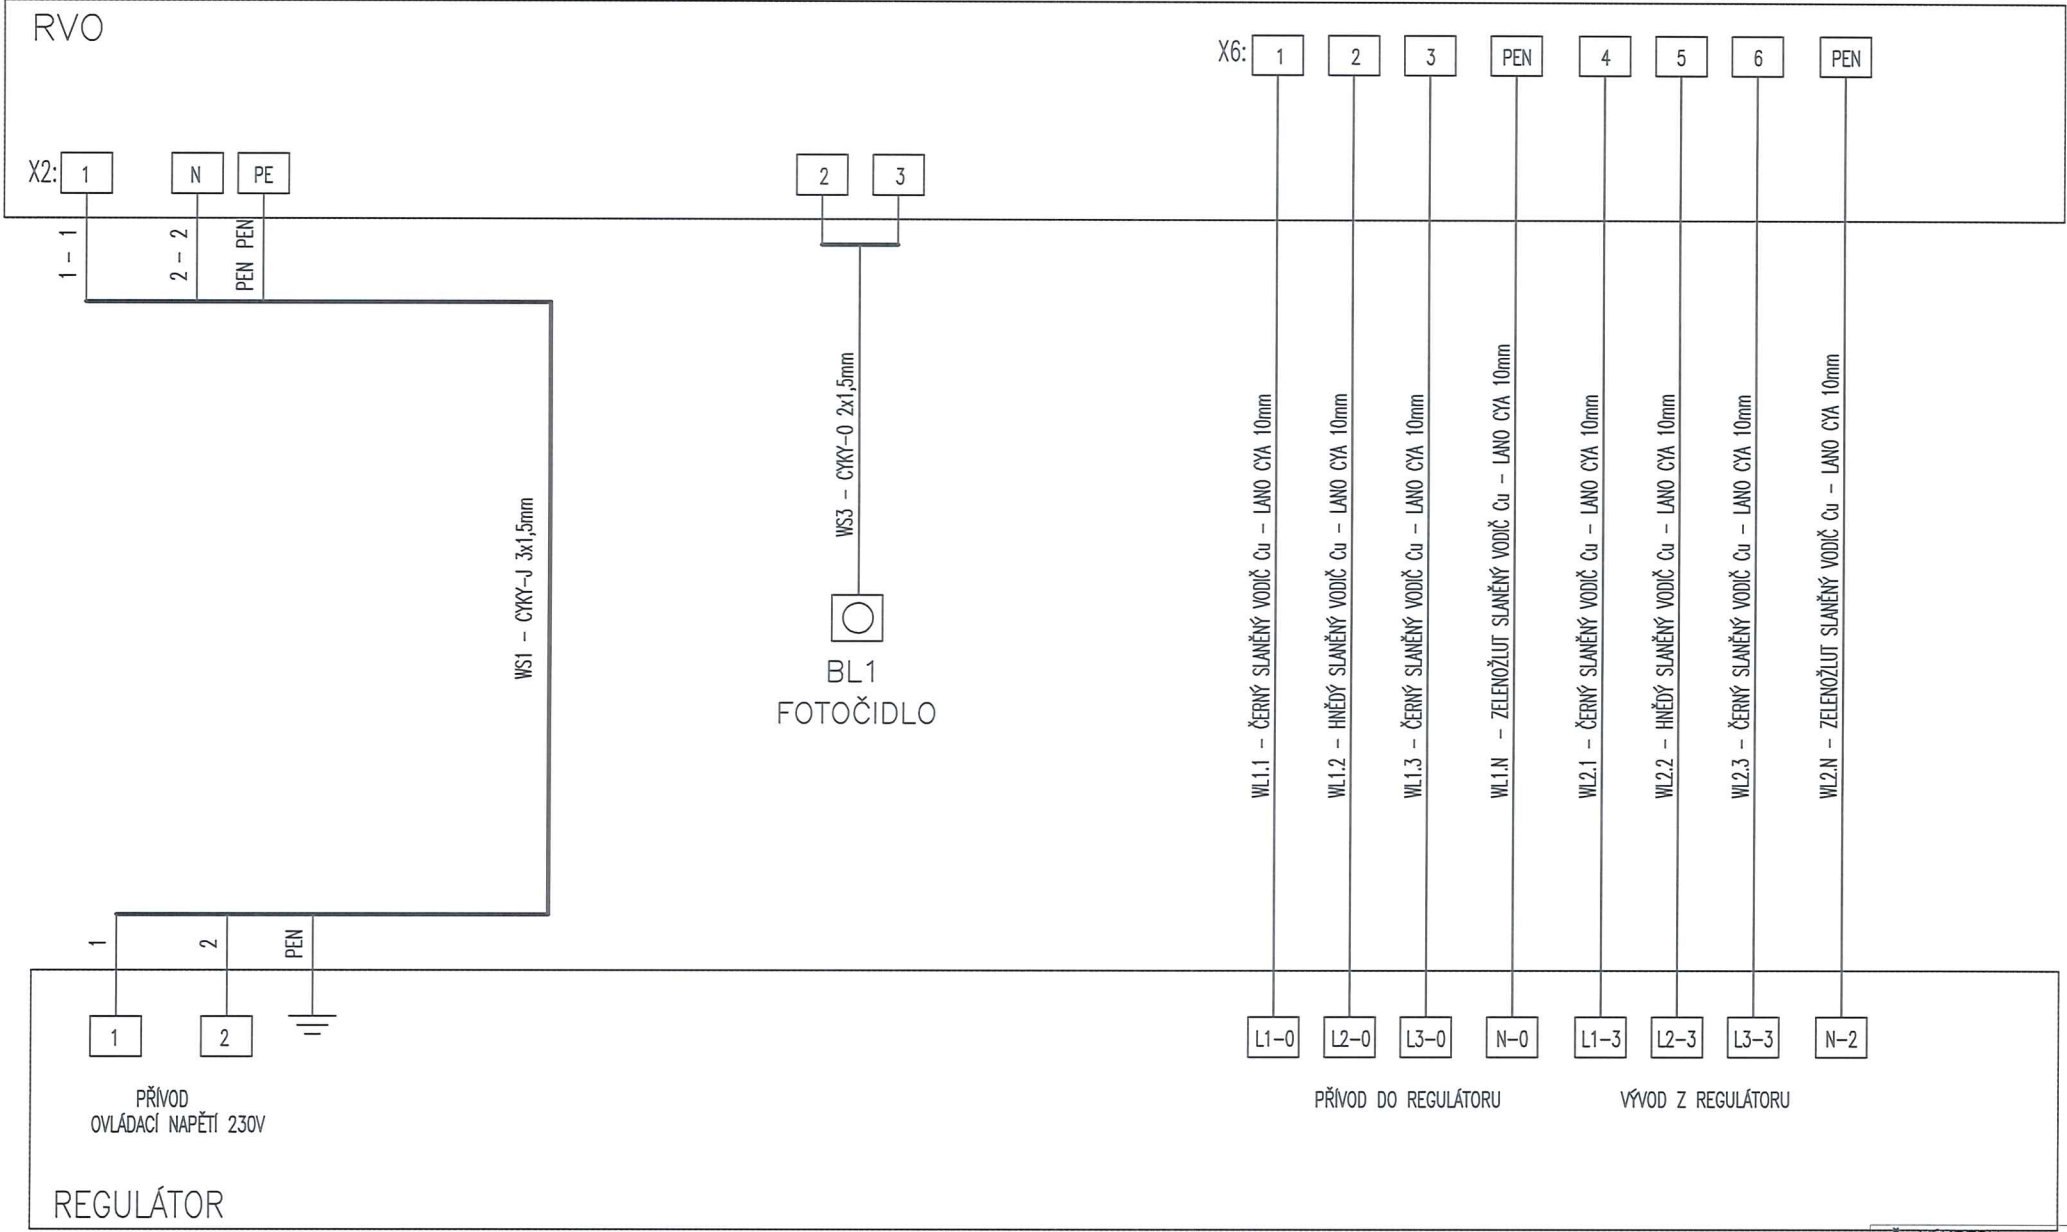 RVO
X6: 1 2 3 PEN 4 5 6 PEN
X2: 1 N PE 2 3
1 - 1
2 - 2
PEN PEN
WS1 - CYKY-J 3x1,5mm
WS3 - CYKY-O 2x1,5mm
BL1
FOTOČIDLO
WL1.1 - ČERNÝ SLANĚNÝ VODIČ Cu - LANO CYA 10mm
WL1.2 - HNĚDÝ SLANĚNÝ VODIČ Cu - LANO CYA 10mm
WL1.3 - ČERNÝ SLANĚNÝ VODIČ Cu - LANO CYA 10mm
WL1.N - ZELENOŽLUT SLANĚNÝ VODIČ Cu - LANO CYA 10mm
WL2.1 - ČERNÝ SLANĚNÝ VODIČ Cu - LANO CYA 10mm
WL2.2 - HNĚDÝ SLANĚNÝ VODIČ Cu - LANO CYA 10mm
WL2.3 - ČERNÝ SLANĚNÝ VODIČ Cu - LANO CYA 10mm
WL2.N - ZELENOŽLUT SLANĚNÝ VODIČ Cu - LANO CYA 10mm
1
2
PEN
1 2 L1-0 L2-0 L3-0 N-0 L1-3 L2-3 L3-3 N-2
PŘÍVOD
OVLÁDACÍ NAPĚTÍ 230V
PŘÍVOD DO REGULÁTORU
VÝVOD Z REGULÁTORU
REGULÁTOR